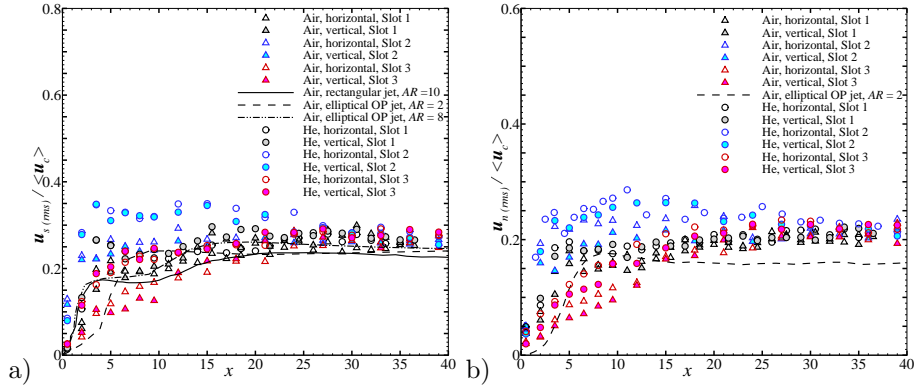 0.8
0.6
0.4
0.2
0
u s (rms) / <u c>
Air, horizontal, Slot 1
Air, vertical, Slot 1
Air, horizontal, Slot 2
Air, vertical, Slot 2
Air, horizontal, Slot 3
Air, vertical, Slot 3
Air, rectangular jet, AR =10
Air, elliptical OP jet, AR = 2
Air, elliptical OP jet, AR = 8
He, horizontal, Slot 1
He, vertical, Slot 1
He, horizontal, Slot 2
He, vertical, Slot 2
He, horizontal, Slot 3
He, vertical, Slot 3
0 5 10 15 20 25 30 35 40
x
a)
0.6
0.4
0.2
0
u n (rms) / <u c>
Air, horizontal, Slot 1
Air, vertical, Slot 1
Air, horizontal, Slot 2
Air, vertical, Slot 2
Air, horizontal, Slot 3
Air, vertical, Slot 3
Air, elliptical OP jet, AR = 2
He, horizontal, Slot 1
He, vertical, Slot 1
He, horizontal, Slot 2
He, vertical, Slot 2
He, horizontal, Slot 3
He, vertical, Slot 3
0 5 10 15 20 25 30 35 40
x
b)